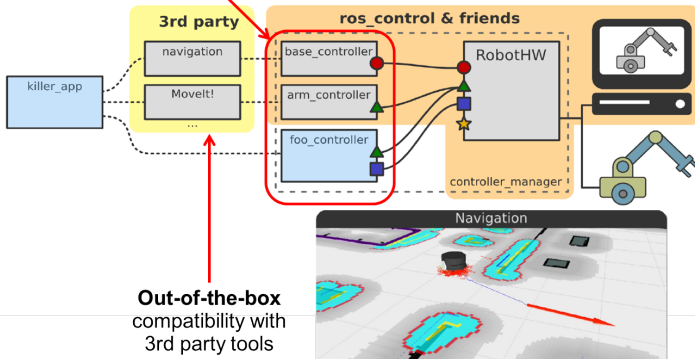 3rd party
ros_control & friends
killer_app
navigation
MoveIt!
...
base_controller
arm_controller
foo_controller
RobotHW
controller_manager
Navigation
Out-of-the-box
compatibility with
3rd party tools